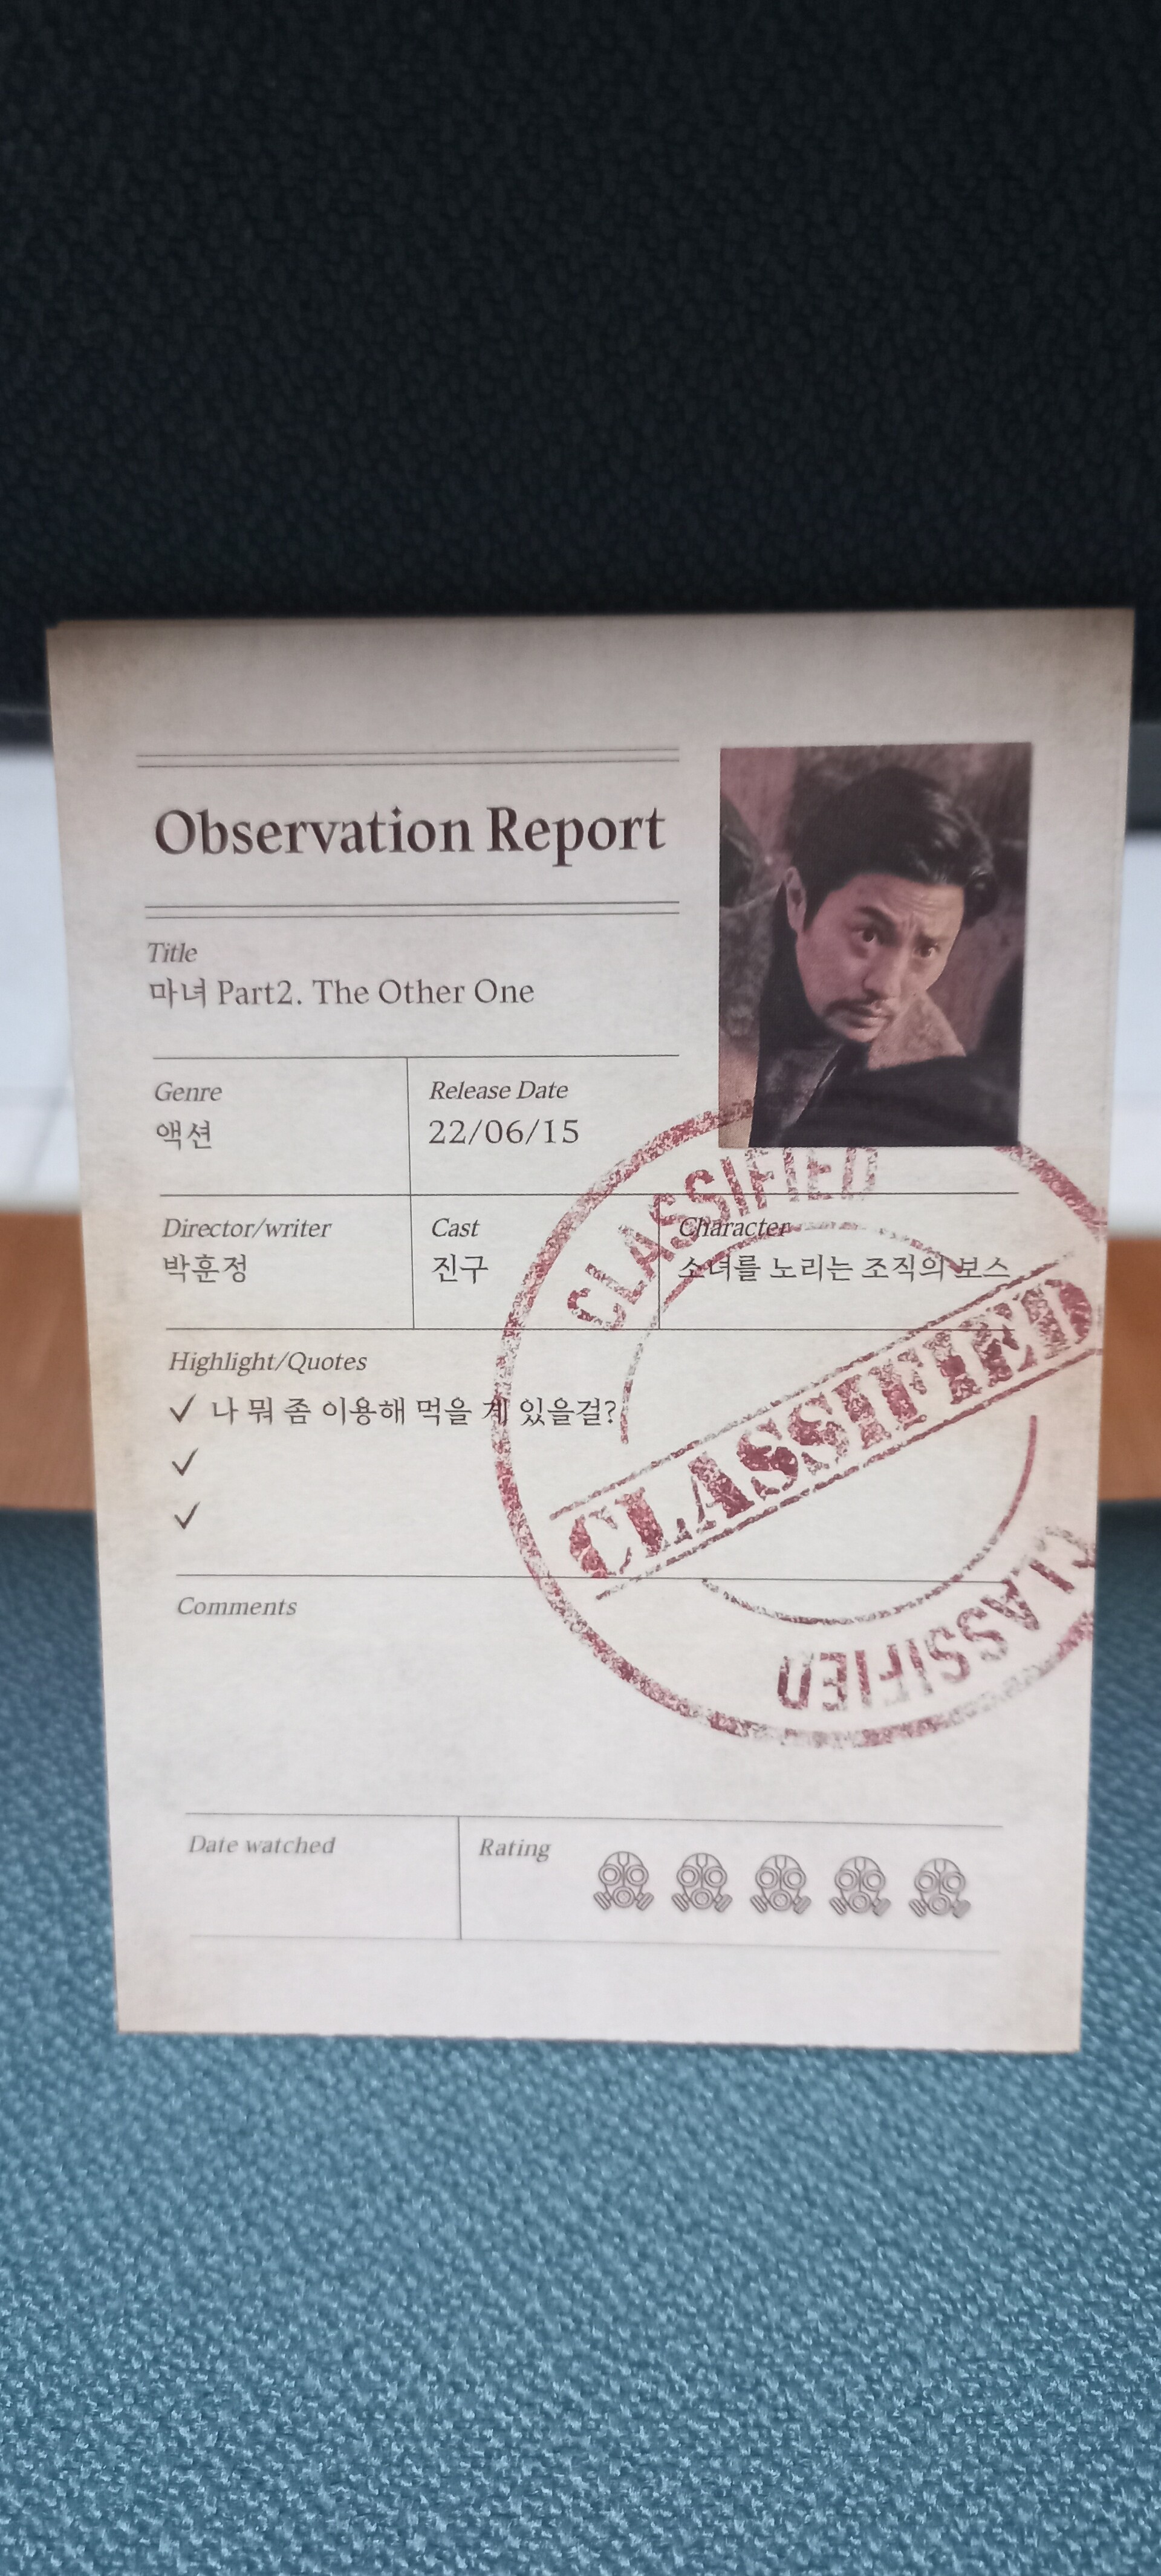 Observation Report
Title
마녀 Part2. The Other One
Genre
액션
Release Date
22/06/15
Director/writer
박훈정
Cast
진구
Character
소녀를 노리는 조직의 보스
CLASSIFIED
CLASSIFIED
CLASSIFIED
Highlight/Quotes
✓ 나 뭐 좀 이용해 먹을 게 있을걸?
✓
✓
Comments
Date watched
Rating